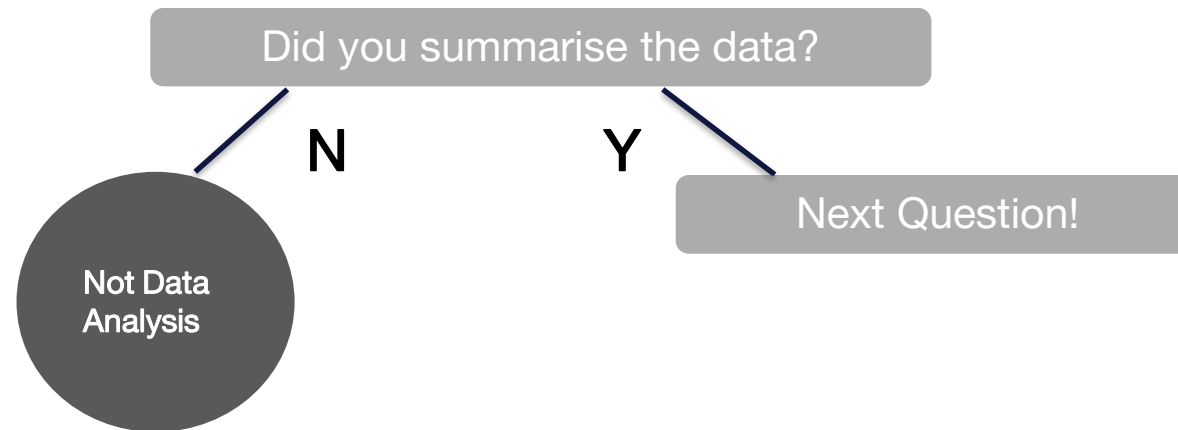 Did you summarise the data?
N
Y
Next Question!
Not Data
Analysis